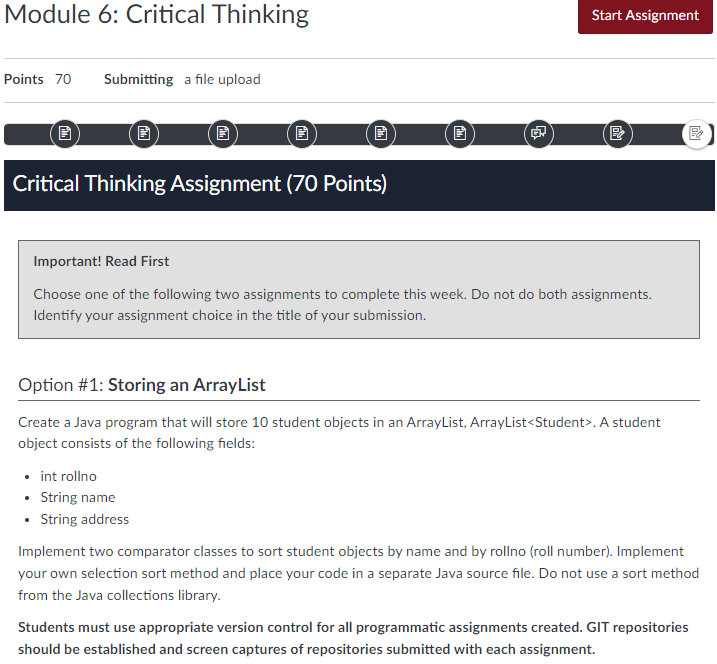 Module 6: Critical Thinking
Start Assignment
Points 70 Submitting a file upload
Critical Thinking Assignment (70 Points)
Important! Read First
Choose one of the following two assignments to complete this week. Do not do both assignments.
Identify your assignment choice in the title of your submission.
Option #1: Storing an ArrayList
Create a Java program that will store 10 student objects in an ArrayList, ArrayList<Student>. A student
object consists of the following fields:
• int rollno
• String name
• String address
Implement two comparator classes to sort student objects by name and by rollno (roll number). Implement
your own selection sort method and place your code in a separate Java source file. Do not use a sort method
from the Java collections library.
Students must use appropriate version control for all programmatic assignments created. GIT repositories
should be established and screen captures of repositories submitted with each assignment.